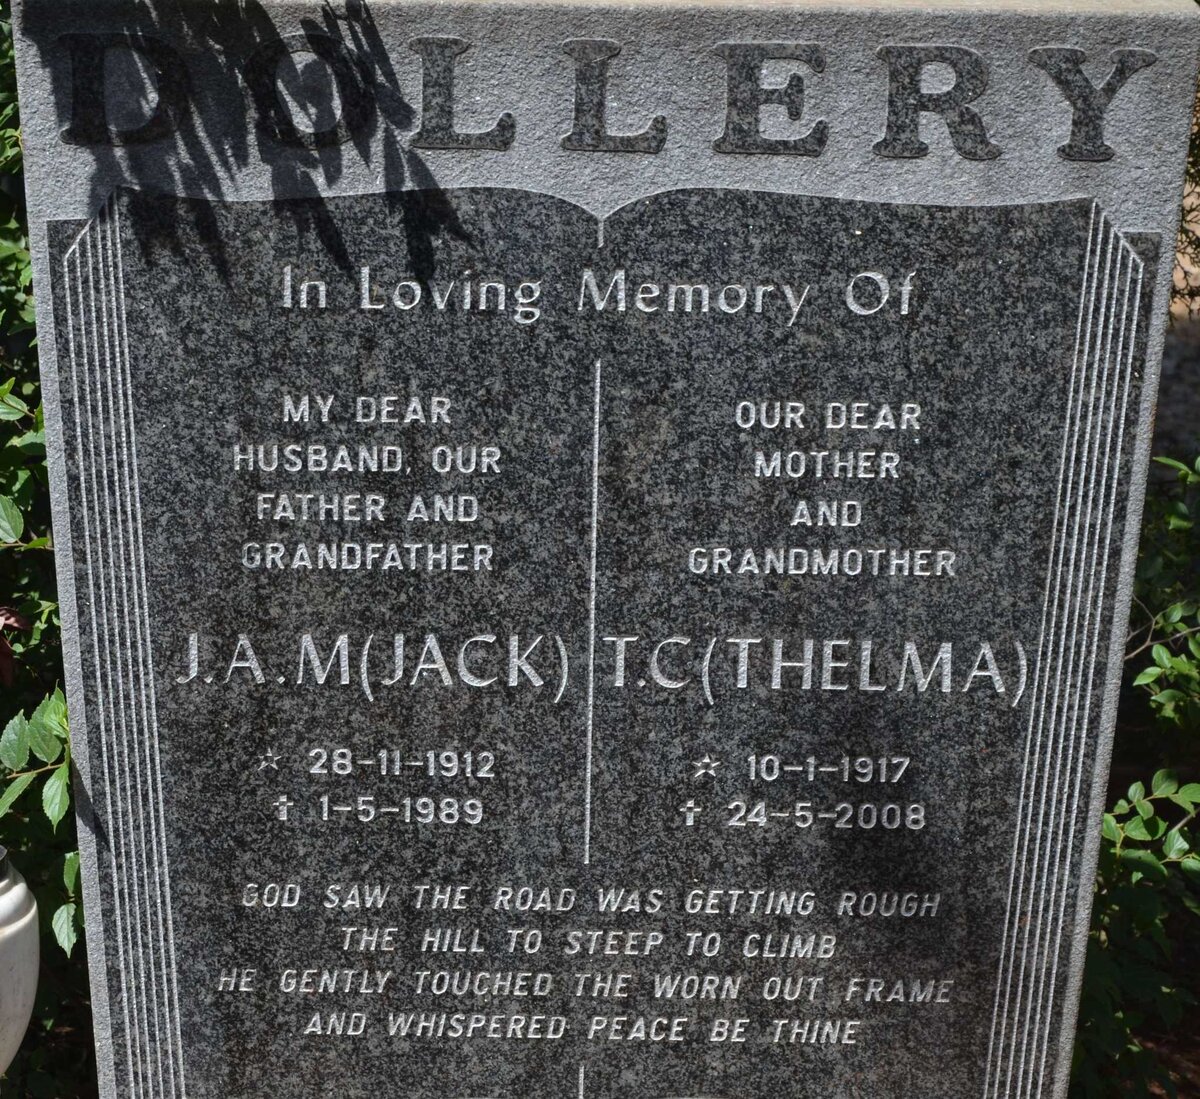 DOLLERY
In Loving Memory Of
MY DEAR
HUSBAND, OUR
FATHER AND
GRANDFATHER
J.A.M(JACK)
☆ 28-11-1912
✝ 1-5-1989
OUR DEAR
MOTHER
AND
GRANDMOTHER
T.C(THELMA)
☆ 10-1-1917
✝ 24-5-2008
GOD SAW THE ROAD WAS GETTING ROUGH
THE HILL TO STEEP TO CLIMB
HE GENTLY TOUCHED THE WORN OUT FRAME
AND WHISPERED PEACE BE THINE